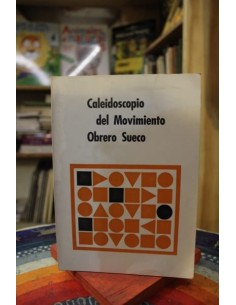 Caleidoscopio
del Movimiento
Obrero Sueco